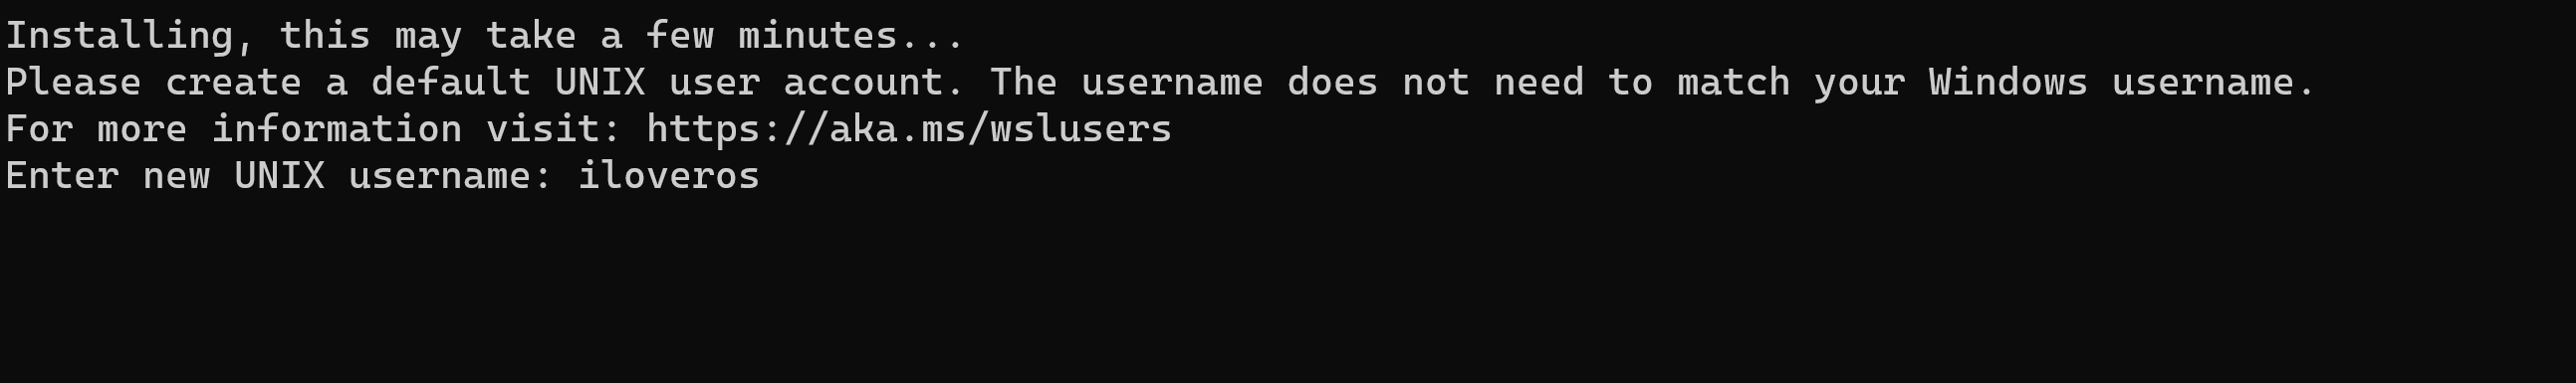 Installing, this may take a few minutes...
Please create a default UNIX user account. The username does not need to match your Windows username.
For more information visit: https://aka.ms/wslusers
Enter new UNIX username: iloveros